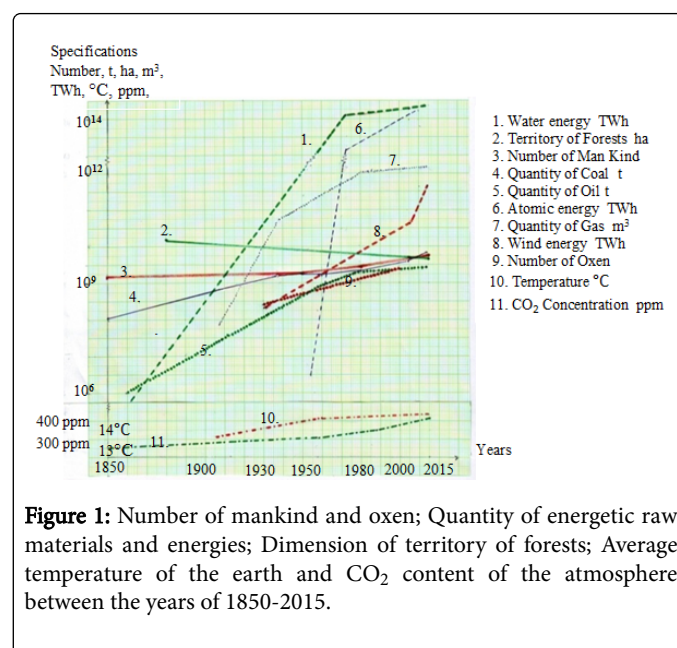 Specifications
Number, t, ha, m³,
TWh, °C, ppm,
10¹⁴
10¹²
10⁹
10⁶
1.
2.
3.
4.
5.
6.
7.
8.
9.
10.
11.
400 ppm
300 ppm
14°C
13°C
1850 1900 1930 1950 1980 2000 2015
Years
1. Water energy TWh
2. Territory of Forests ha
3. Number of Man Kind
4. Quantity of Coal t
5. Quantity of Oil t
6. Atomic energy TWh
7. Quantity of Gas m³
8. Wind energy TWh
9. Number of Oxen
10. Temperature °C
11. CO₂ Concentration ppm
Figure 1: Number of mankind and oxen; Quantity of energetic raw
materials and energies; Dimension of territory of forests; Average
temperature of the earth and CO₂ content of the atmosphere
between the years of 1850-2015.